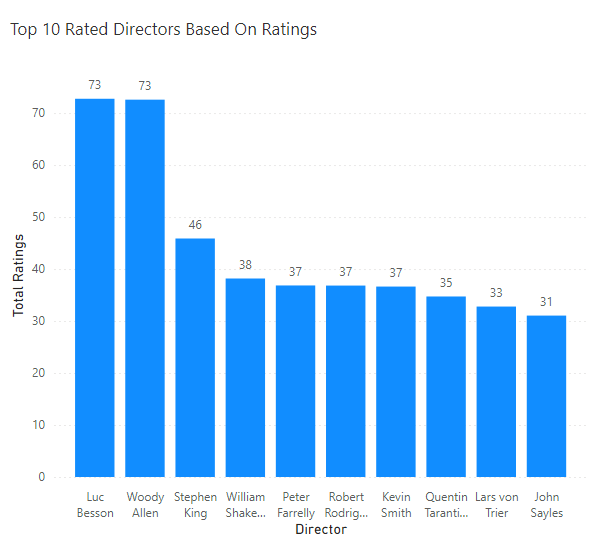 Top 10 Rated Directors Based On Ratings
73
73
46
38
37
37
37
35
33
31
70
60
50
40
30
20
10
0
Total Ratings
Luc
Besson
Woody
Allen
Stephen
King
William
Shake...
Peter
Farrelly
Robert
Rodrig...
Kevin
Smith
Quentin
Taranti...
Lars von
Trier
John
Sayles
Director